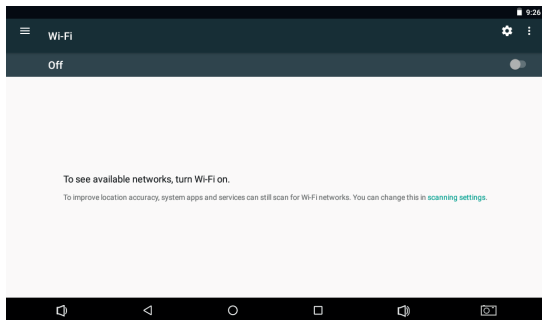 9:26
Wi-Fi
Off
To see available networks, turn Wi-Fi on.
To improve location accuracy, system apps and services can still scan for Wi-Fi networks. You can change this in scanning settings.